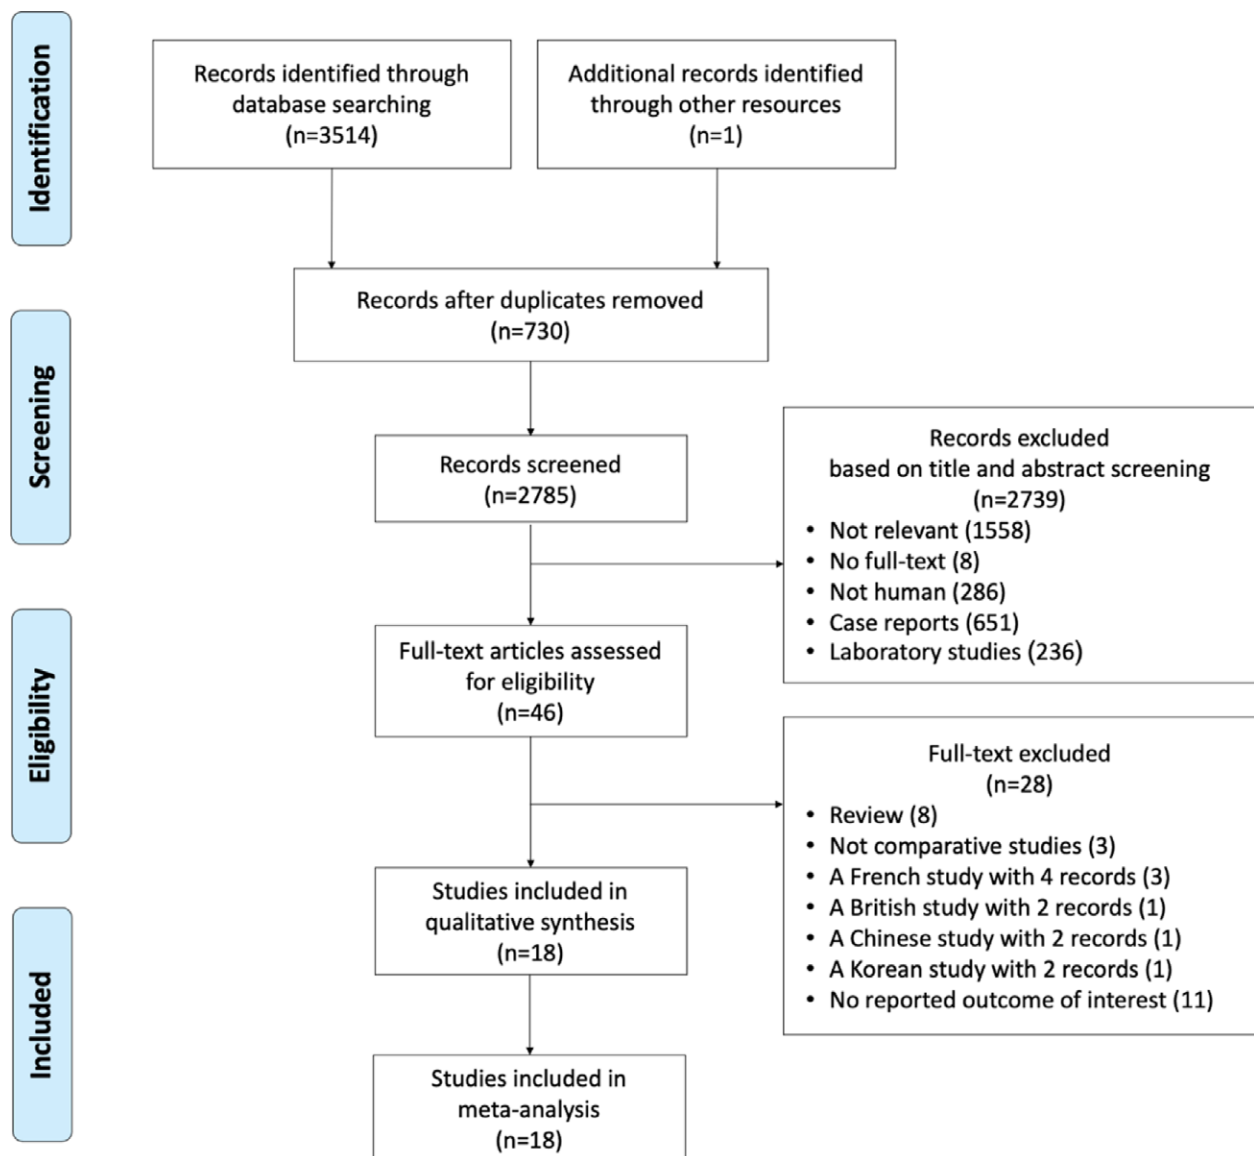 Identification
Records identified through
database searching
(n=3514)
Additional records identified
through other resources
(n=1)
Records after duplicates removed
(n=730)
Screening
Records screened
(n=2785)
Records excluded
based on title and abstract screening
(n=2739)
• Not relevant (1558)
• No full-text (8)
• Not human (286)
• Case reports (651)
• Laboratory studies (236)
Eligibility
Full-text articles assessed
for eligibility
(n=46)
Full-text excluded
(n=28)
• Review (8)
• Not comparative studies (3)
• A French study with 4 records (3)
• A British study with 2 records (1)
• A Chinese study with 2 records (1)
• A Korean study with 2 records (1)
• No reported outcome of interest (11)
Included
Studies included in
qualitative synthesis
(n=18)
Studies included in
meta-analysis
(n=18)